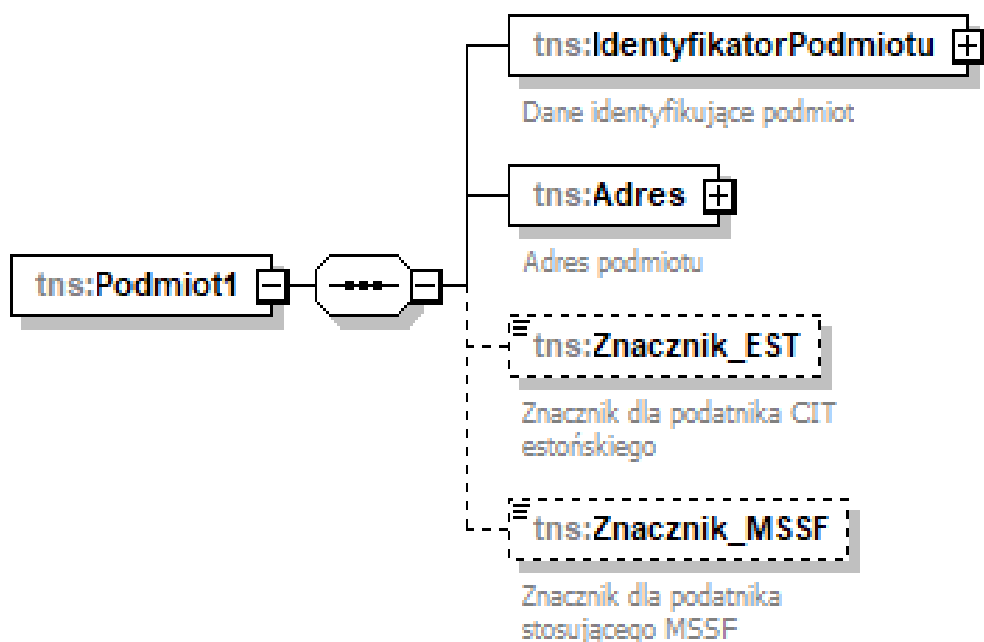 tns:IdentyfikatorPodmiotu
Dane identyfikujące podmiot
tns:Adres
Adres podmiotu
tns:Podmiot1
tns:Znacznik_EST
Znacznik dla podatnika CIT
estońskiego
tns:Znacznik_MSSF
Znacznik dla podatnika
stosującego MSSF